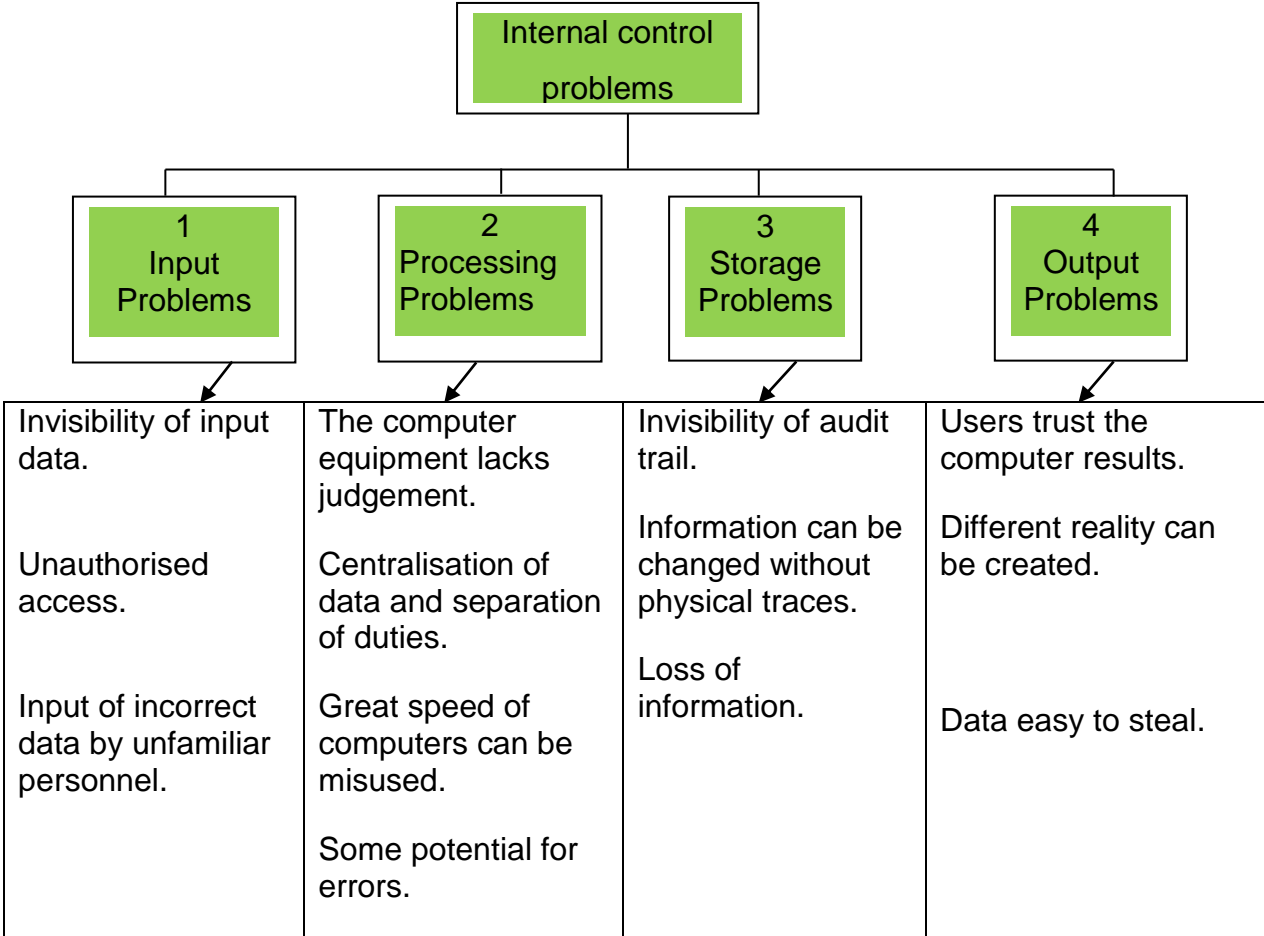 Internal control
problems
1
Input
Problems
2
Processing
Problems
3
Storage
Problems
4
Output
Problems
Invisibility of input
data.
Unauthorised
access.
Input of incorrect
data by unfamiliar
personnel.
The computer
equipment lacks
judgement.
Centralisation of
data and separation
of duties.
Great speed of
computers can be
misused.
Some potential for
errors.
Invisibility of audit
trail.
Information can be
changed without
physical traces.
Loss of
information.
Users trust the
computer results.
Different reality can
be created.
Data easy to steal.